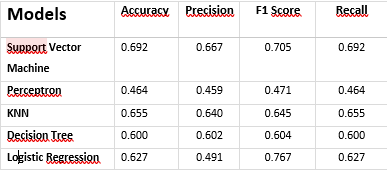 Models Accuracy Precision F1 Score Recall
Support Vector Machine 0.692 0.667 0.705 0.692
Perceptron 0.464 0.459 0.471 0.464
KNN 0.655 0.640 0.645 0.655
Decision Tree 0.600 0.602 0.604 0.600
Logistic Regression 0.627 0.491 0.767 0.627